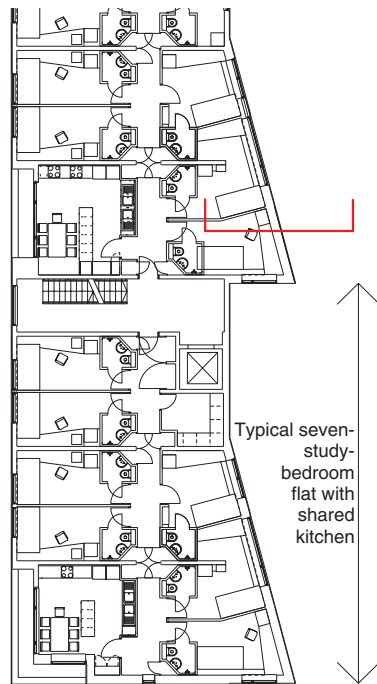 Typical seven-
study-
bedroom
flat with
shared
kitchen